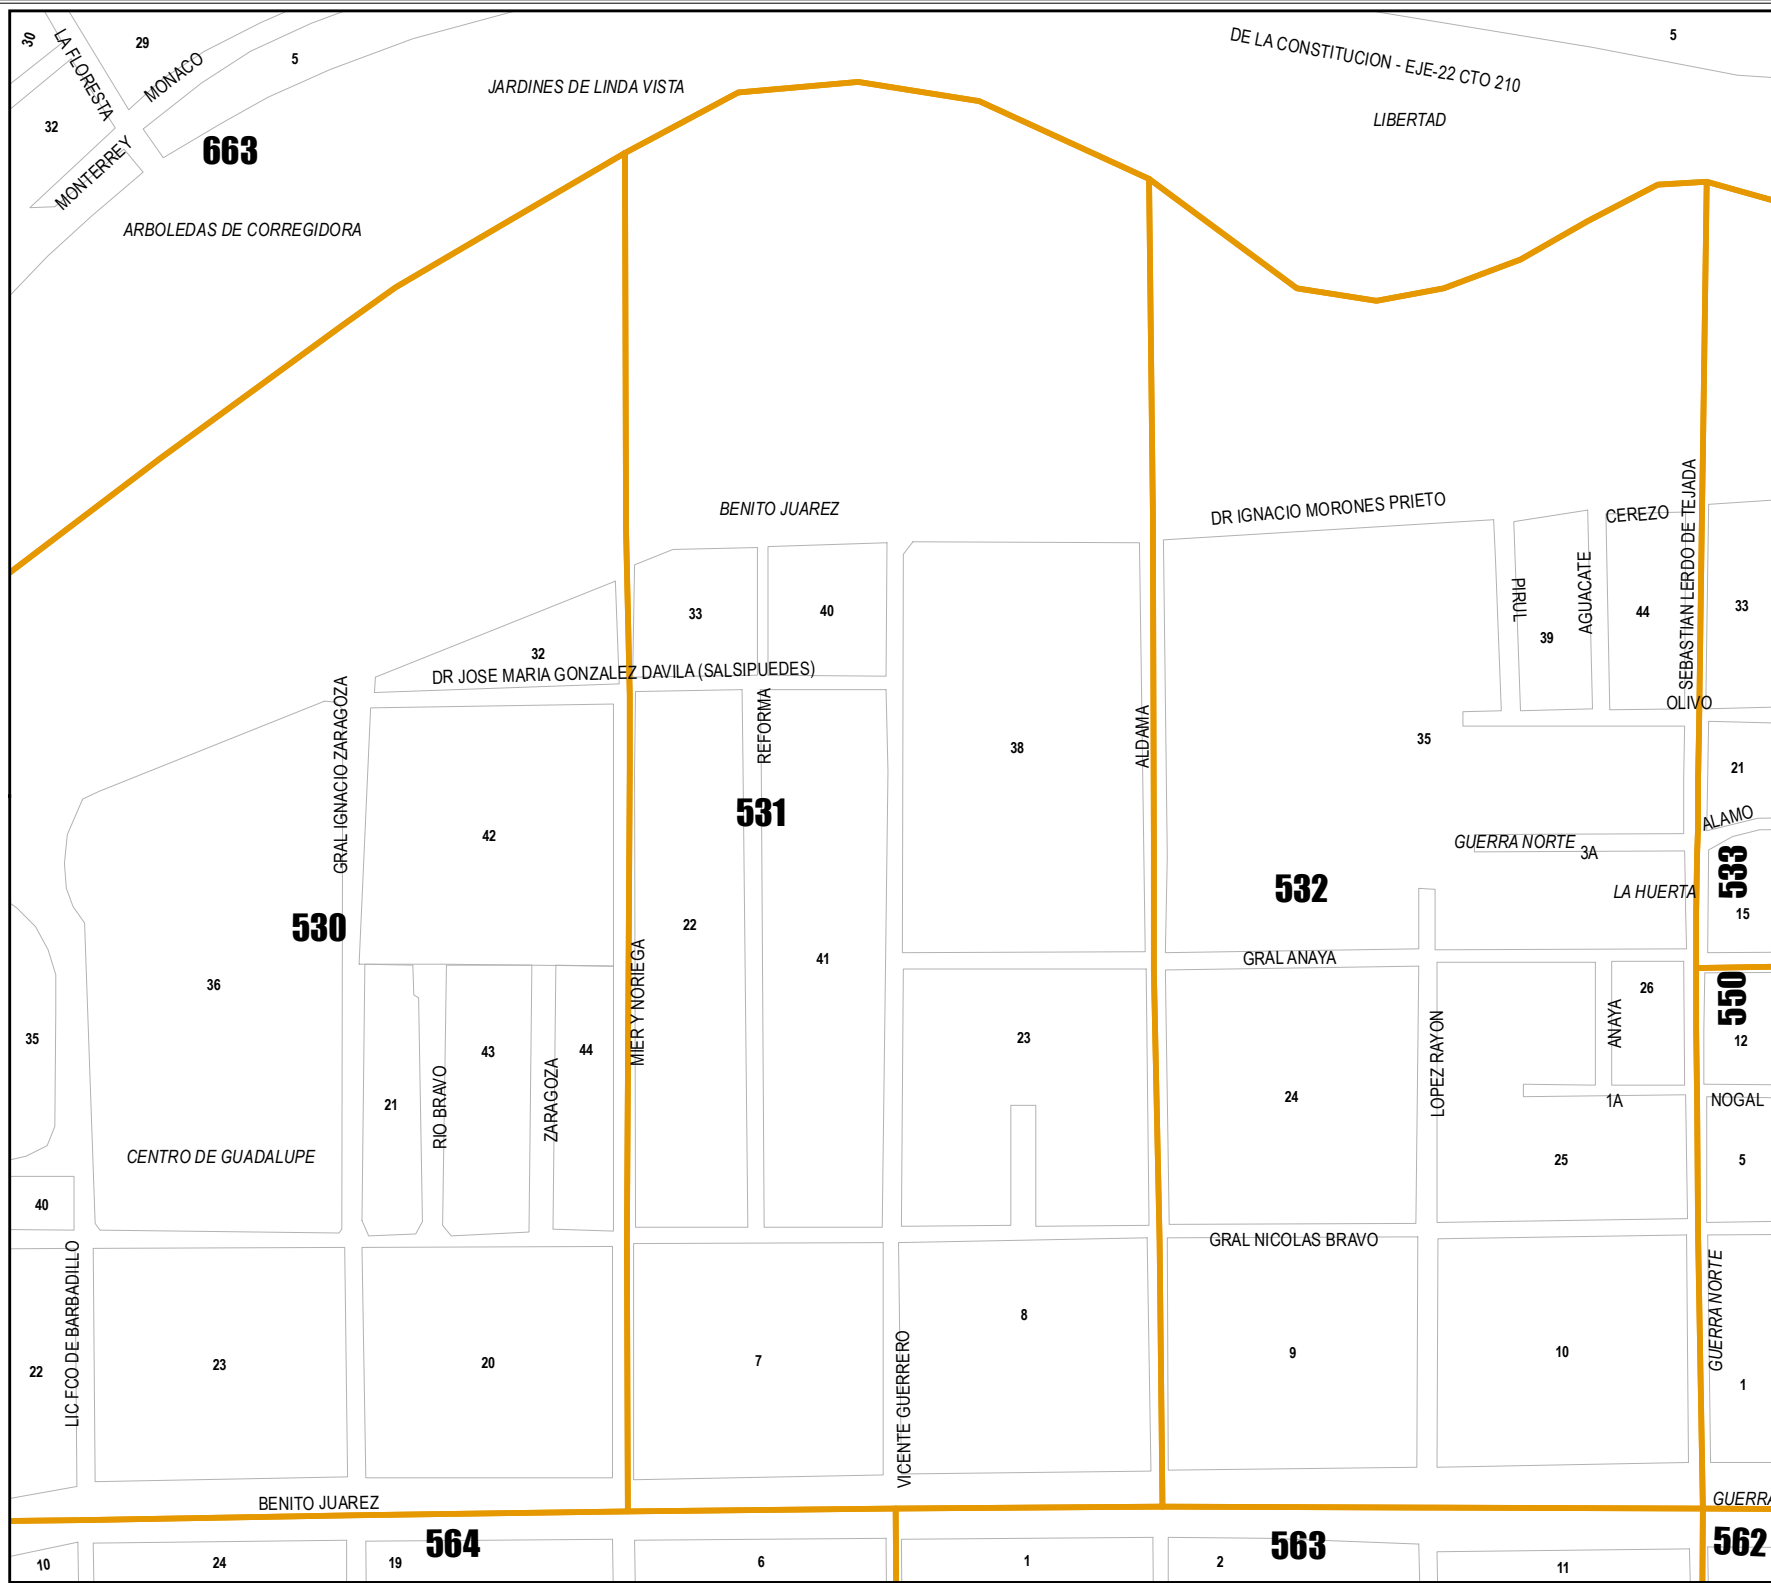 30
LA FLORESTA
29
MONACO
5
JARDINES DE LINDA VISTA
DE LA CONSTITUCION - EJE-22 CTO 210
5
LIBERTAD
32
MONTERREY
663
ARBOLEDAS DE CORREGIDORA
BENITO JUAREZ
DR IGNACIO MORONES PRIETO
CEREZO
SEBASTIAN LERDO DE TEJADA
PIRUL
AGUACATE
33
40
39
44
33
32
DR JOSE MARIA GONZALEZ DAVILA (SALSIPUEDES)
GRAL IGNACIO ZARAGOZA
REFORMA
ALDAMA
OLIVO
38
35
21
42
531
ALAMO
GUERRA NORTE
3A
533
532
LA HUERTA
15
530
22
41
MIER Y NORIEGA
GRAL ANAYA
36
26
550
35
43
44
23
LOPEZ RAYON
ANAYA
12
21
RIO BRAVO
ZARAGOZA
24
1A
NOGAL
CENTRO DE GUADALUPE
25
5
40
GRAL NICOLAS BRAVO
LIC FCO DE BARBADILLO
GUERRA NORTE
22
23
20
7
VICENTE GUERRERO
8
9
10
1
BENITO JUAREZ
GUERRA
564
563
562
10
24
19
6
1
2
11